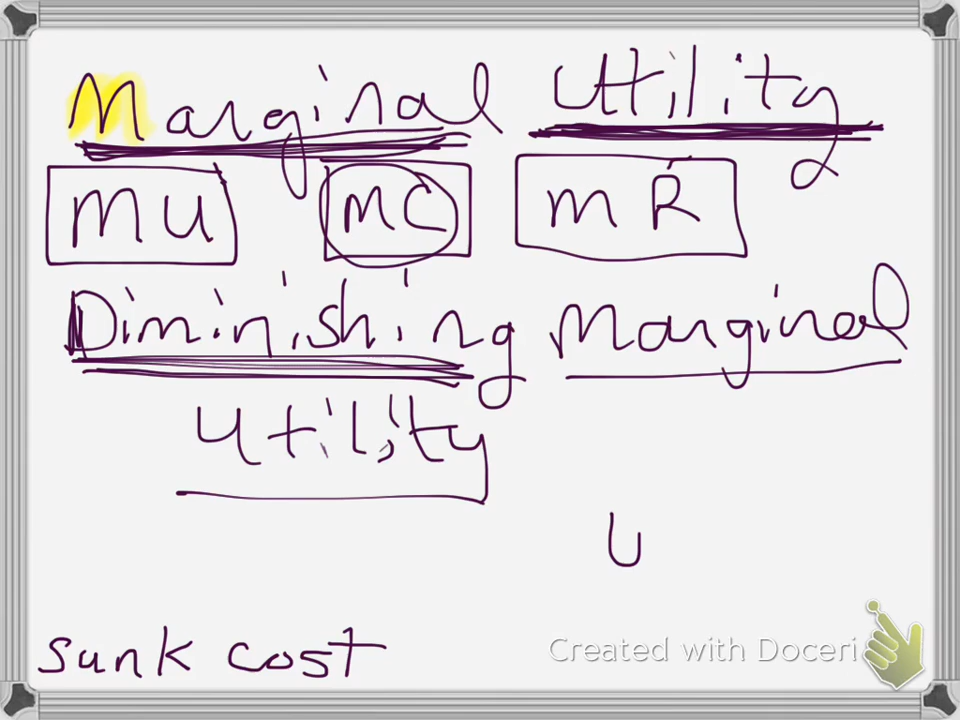 Marginal Utility
MU MC MR
Diminishing Marginal
Utility
U
sunk cost
Created with Doceri